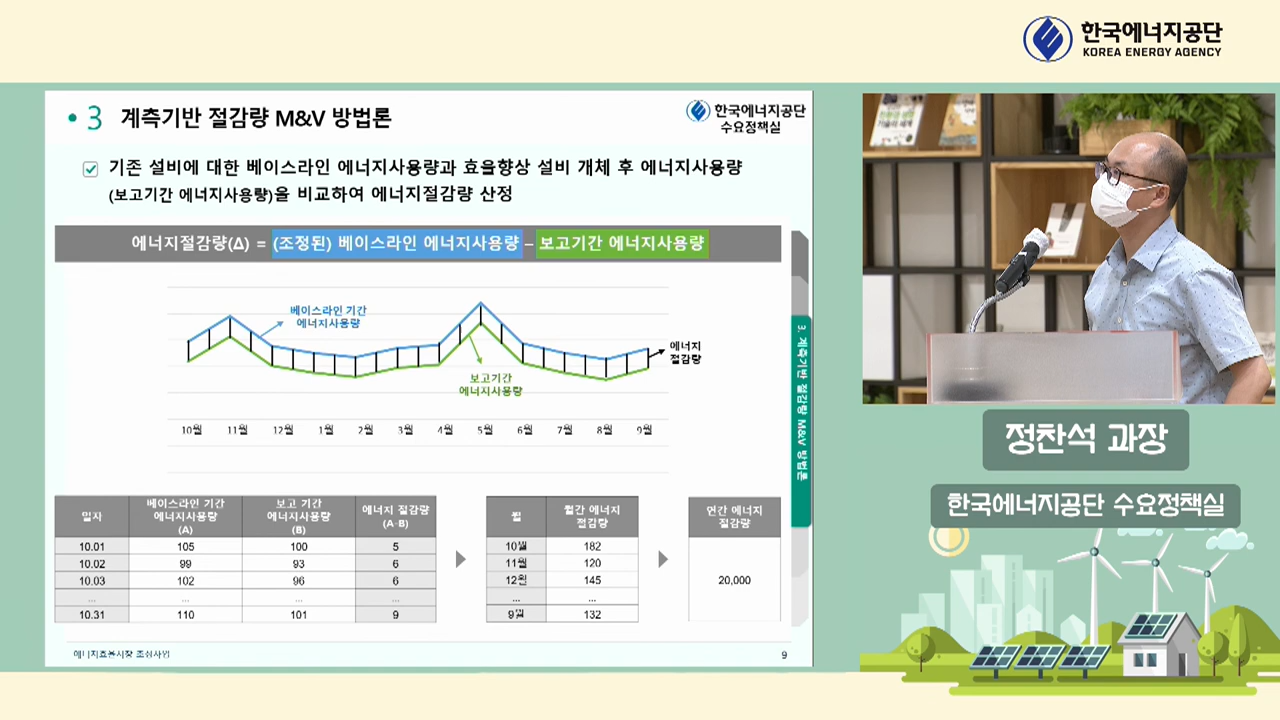 한국에너지공단
KOREA ENERGY AGENCY
• 3 계측기반 절감량 M&V 방법론
한국에너지공단
수요정책실
기존 설비에 대한 베이스라인 에너지사용량과 효율향상 설비 개체 후 에너지사용량
(보고기간 에너지사용량)을 비교하여 에너지절감량 산정
에너지절감량(Δ) = (조정된) 베이스라인 에너지사용량 – 보고기간 에너지사용량
베이스라인 기간
에너지사용량
에너지
절감량
보고기간
에너지사용량
10월 11월 12월 1월 2월 3월 4월 5월 6월 7월 8월 9월
3. 계측기반 절감량 M&V 방법론
일자 베이스라인 기간 에너지사용량 (A) 보고 기간 에너지사용량 (B) 에너지 절감량 (A-B)
10.01 105 100 5
10.02 99 93 6
10.03 102 96 6
... ... ... ...
10.31 110 101 9
월 월간 에너지 절감량
10월 182
11월 120
12월 145
... ...
9월 132
연간 에너지
절감량
20,000
에너지효율시장 조성사업
9
정찬석 과장
한국에너지공단 수요정책실